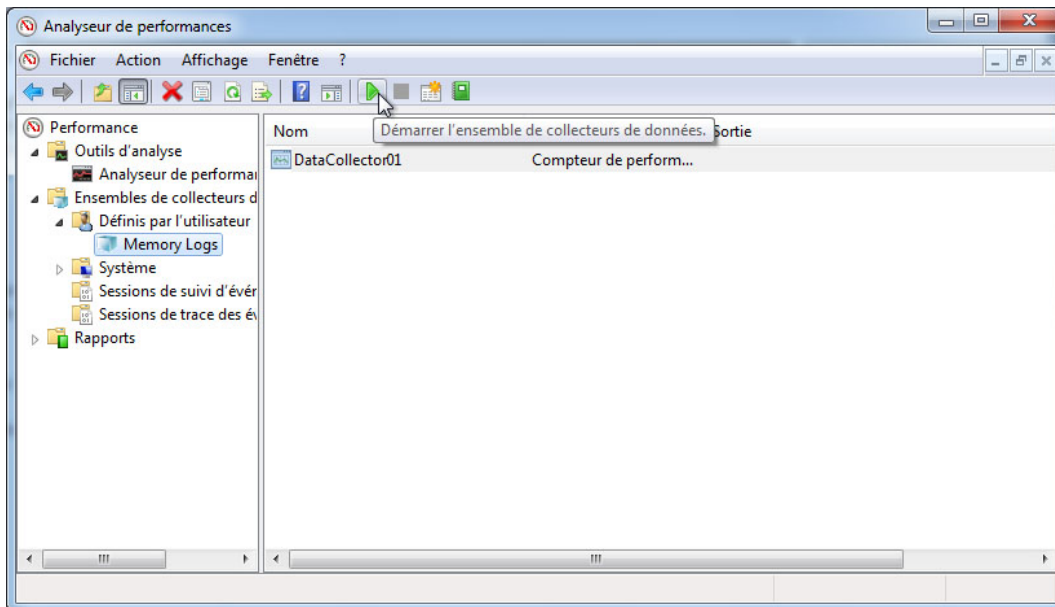 Analyseur de performances
Fichier Action Affichage Fenêtre ?
Performance
Outils d'analyse
Analyseur de performa
Ensembles de collecteurs d
Définis par l'utilisateur
Memory Logs
Système
Sessions de suivi d'évér
Sessions de trace des é
Rapports
Nom Sortie
Démarrer l'ensemble de collecteurs de données.
DataCollector01 Compteur de perform...